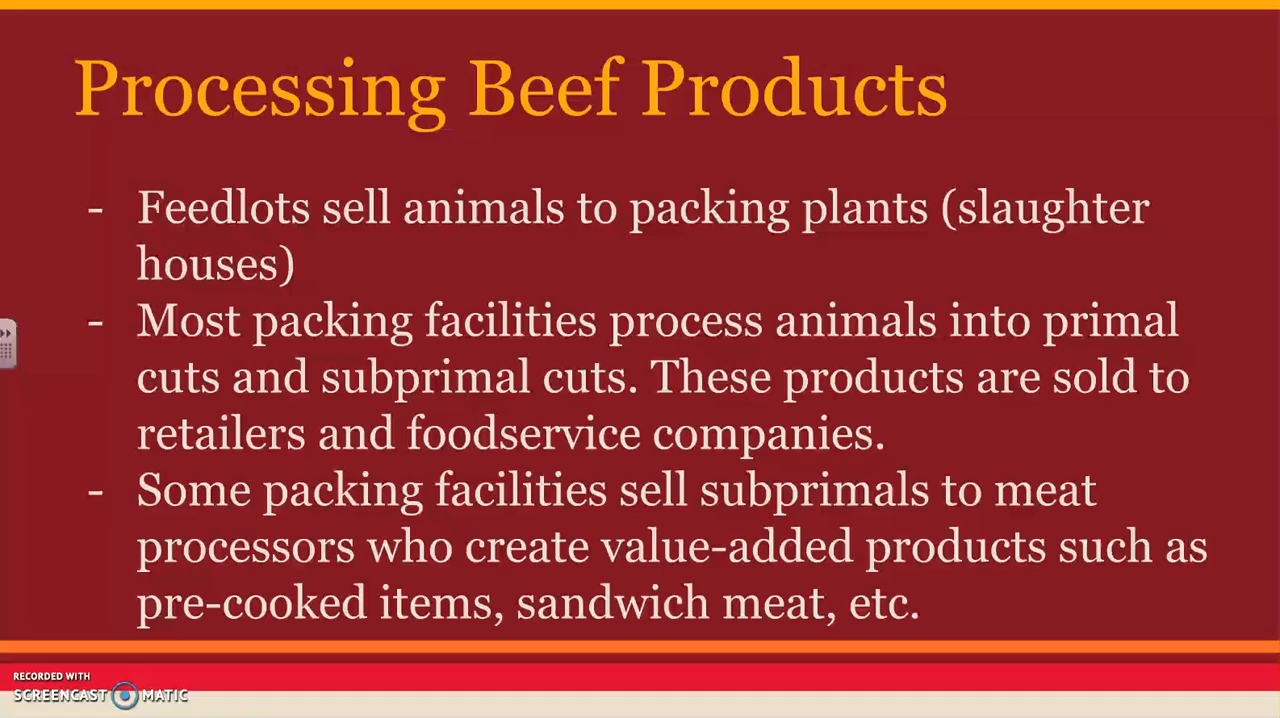 Processing Beef Products
- Feedlots sell animals to packing plants (slaughter
houses)
- Most packing facilities process animals into primal
cuts and subprimal cuts. These products are sold to
retailers and foodservice companies.
- Some packing facilities sell subprimals to meat
processors who create value-added products such as
pre-cooked items, sandwich meat, etc.
RECORDED WITH
SCREENCAST MATIC